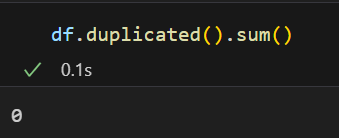 df.duplicated().sum()
✓ 0.1s
0